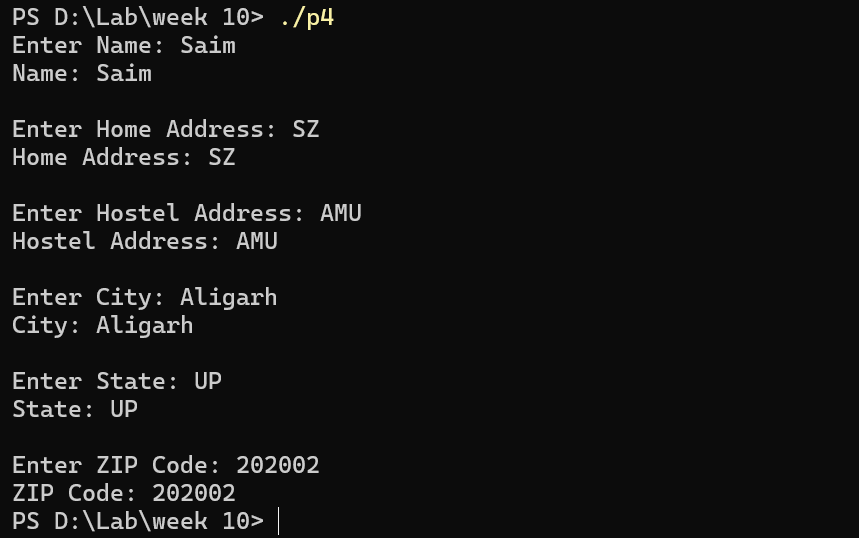 PS D:\Lab\week 10> ./p4
Enter Name: Saim
Name: Saim
Enter Home Address: SZ
Home Address: SZ
Enter Hostel Address: AMU
Hostel Address: AMU
Enter City: Aligarh
City: Aligarh
Enter State: UP
State: UP
Enter ZIP Code: 202002
ZIP Code: 202002
PS D:\Lab\week 10>